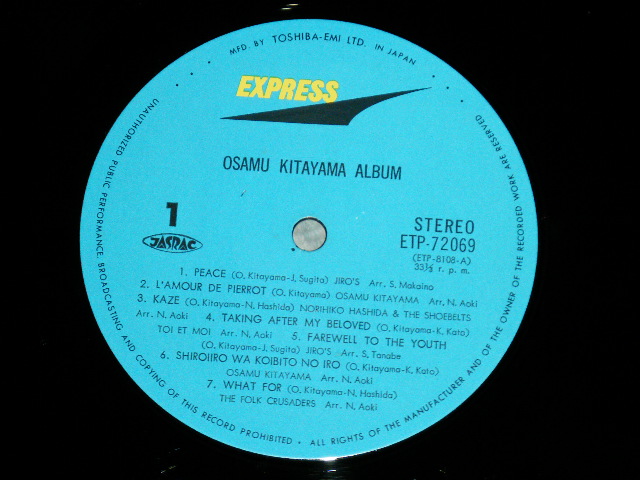 MFD. BY TOSHIBA-EMI LTD. IN JAPAN
EXPRESS
OSAMU KITAYAMA ALBUM
1
JASRAC
STEREO
ETP-72069
(ETP-8108-A)
33⅓ r. p. m.
1. PEACE (O. Kitayama-J. Sugita) JIRO'S Arr. S. Makaino
2. L'AMOUR DE PIERROT (O. Kitayama) OSAMU KITAYAMA Arr. N. Aoki
3. KAZE (O. Kitayama-N. Hashida) NORIHIKO HASHIDA & THE SHOEBELTS
Arr. N. Aoki 4. TAKING AFTER MY BELOVED (O. Kitayama-K. Kato)
TOI ET MOI Arr. N. Aoki 5. FAREWELL TO THE YOUTH
(O. Kitayama-J. Sugita) JIRO'S Arr. S. Tanabe
6. SHIROIIRO WA KOIBITO NO IRO (O. Kitayama-K. Kato)
OSAMU KITAYAMA Arr. N. Aoki
7. WHAT FOR (O. Kitayama-N. Hashida)
THE FOLK CRUSADERS Arr. N. Aoki
UNAUTHORIZED PUBLIC PERFORMANCE, BROADCASTING AND COPYING OF THIS RECORD PROHIBITED • ALL RIGHTS OF THE MANUFACTURER AND OF THE OWNER OF THE RECORDED WORK ARE RESERVED